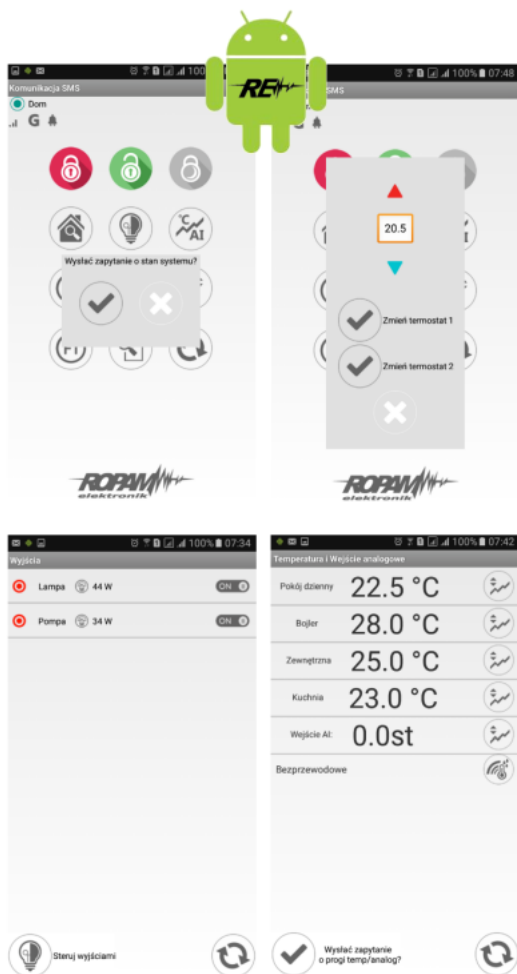 RE
100%
Komunikacja SMS
Dom
G
°C
AI
Wysłać zapytanie o stan systemu?
ROPAM
elektronik
100% 07:48
SMS
20.5
Zmień termostat 1
Zmień termostat 2
ROPAM
elektronik
100% 07:34
Wyjścia
Lampa 44 W ON
Pompa 34 W ON
Steruj wyjściami
100% 07:42
Temperatura i Wejście analogowe
Pokój dzienny 22.5 °C
Bojler 28.0 °C
Zewnętrzna 25.0 °C
Kuchnia 23.0 °C
Wejście AI: 0.0st
Bezprzewodowe
Wysłać zapytanie
o progi temp/analog?